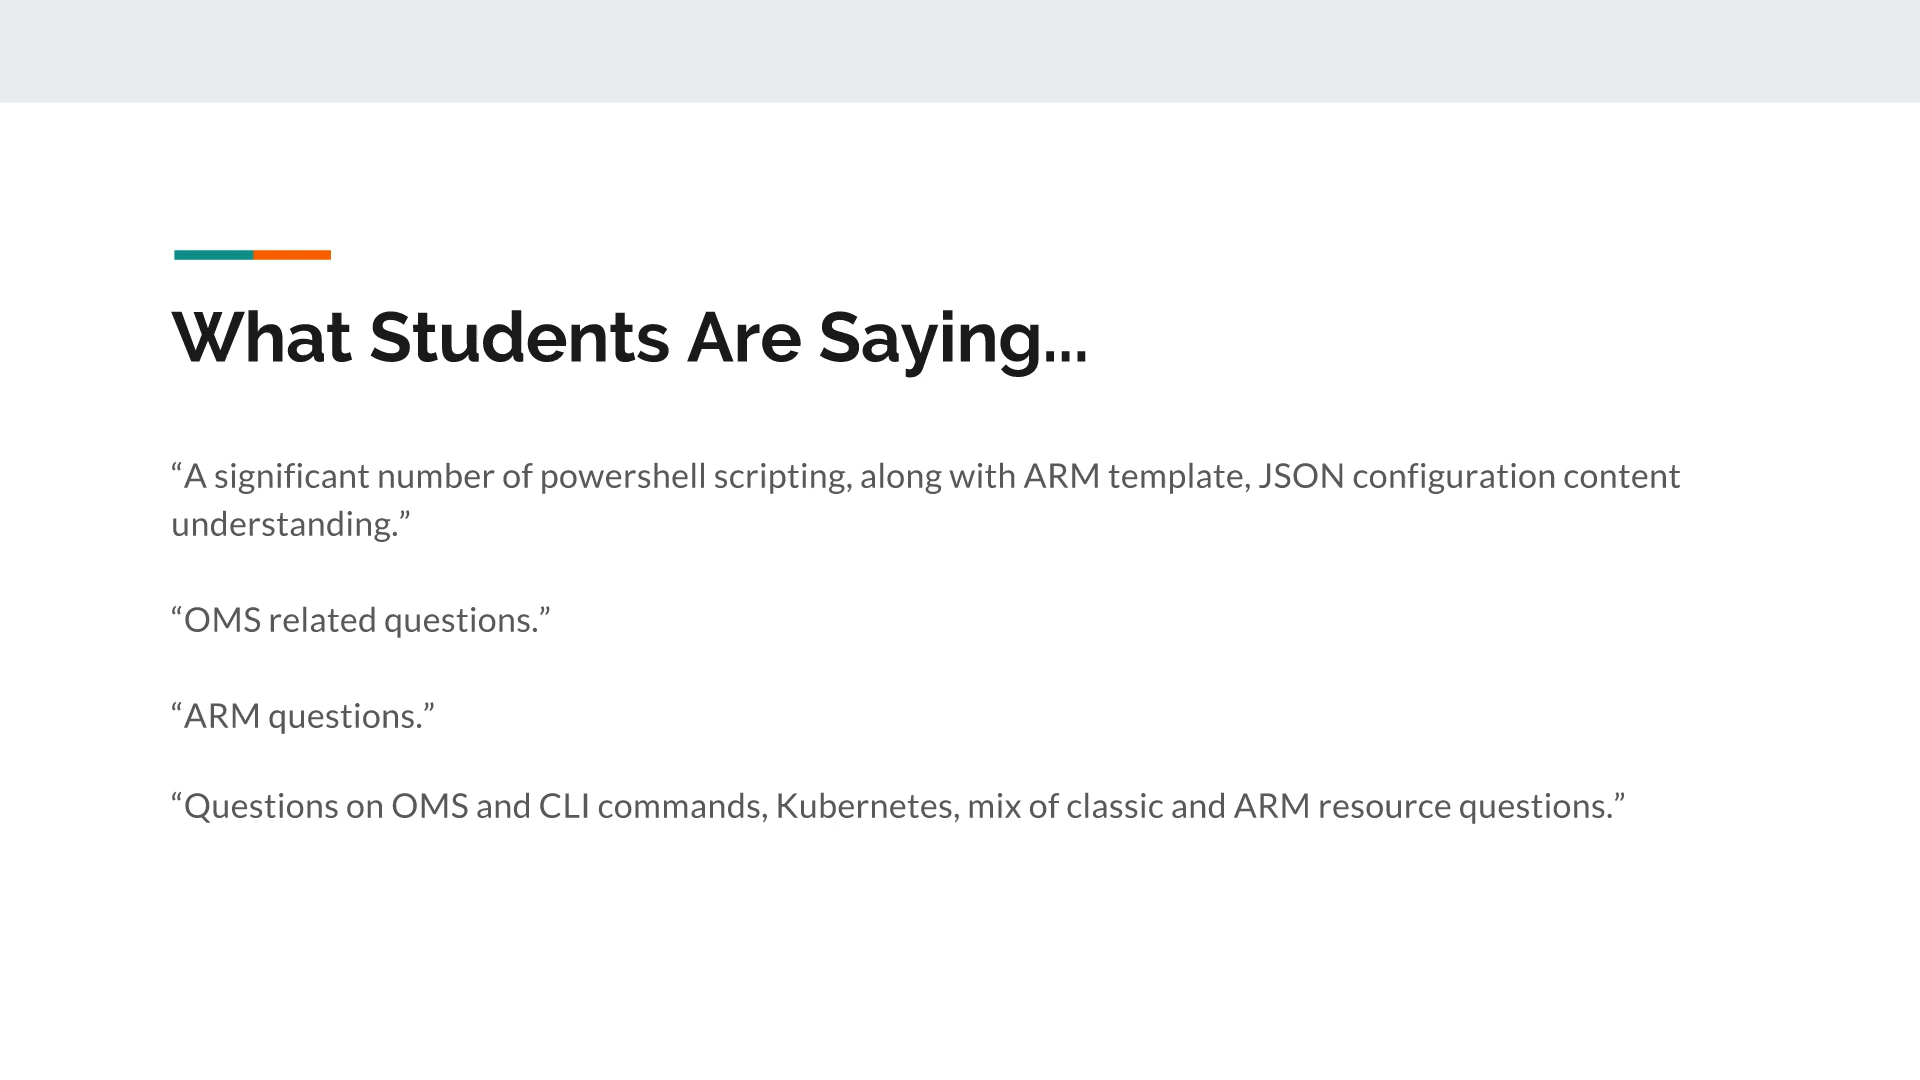 What Students Are Saying...
“A significant number of powershell scripting, along with ARM template, JSON configuration content
understanding.”
“OMS related questions.”
“ARM questions.”
“Questions on OMS and CLI commands, Kubernetes, mix of classic and ARM resource questions.”